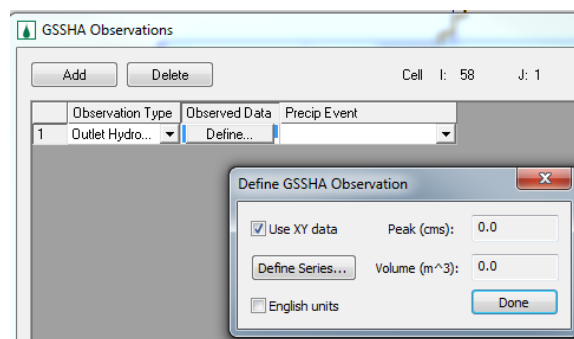 GSSHA Observations
Add Delete Cell I: 58 J: 1
Observation Type Observed Data Precip Event
1 Outlet Hydro... Define...
Define GSSHA Observation
Use XY data Peak (cms): 0.0
Define Series... Volume (m^3): 0.0
English units Done